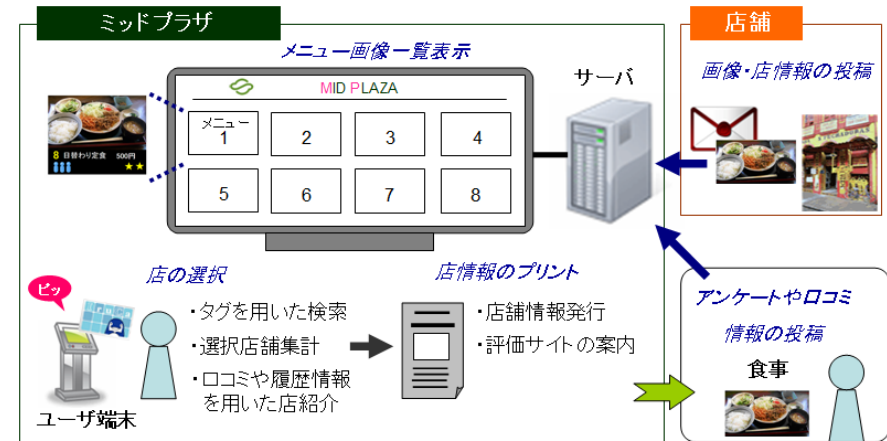 ミッドプラザ
メニュー画像一覧表示
MID PLAZA
メニュー
1
2
3
4
5
6
7
8
8 日替わり定食 500円
★★
サーバ
店舗
画像・店情報の投稿
店の選択
ピッ
・タグを用いた検索
・選択店舗集計
・口コミや履歴情報
を用いた店紹介
ユーザ端末
店情報のプリント
・店舗情報発行
・評価サイトの案内
アンケートや口コミ
情報の投稿
食事